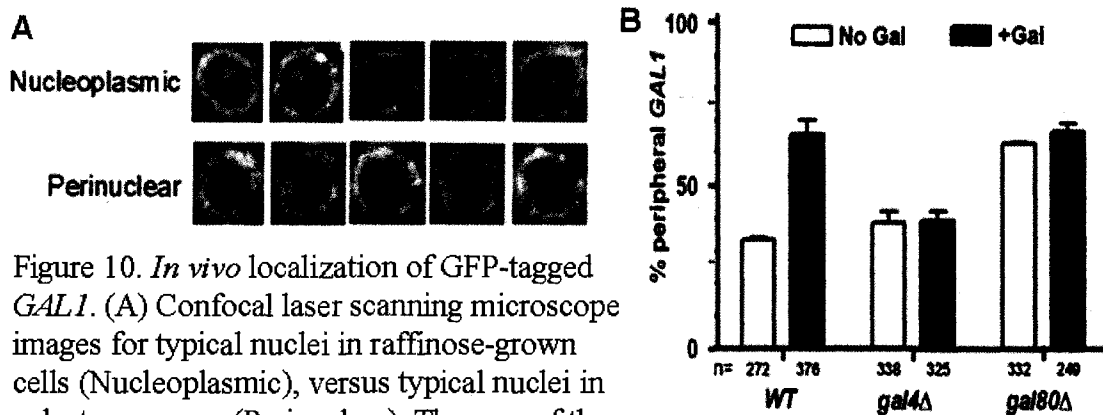 A
Nucleoplasmic
Perinuclear
Figure 10. In vivo localization of GFP-tagged
GAL1. (A) Confocal laser scanning microscope
images for typical nuclei in raffinose-grown
cells (Nucleoplasmic), versus typical nuclei in
B
% peripheral GAL1
100
50
0
No Gal
+Gal
n= 272 376 338 325 332 249
WT gal4Δ gal80Δ